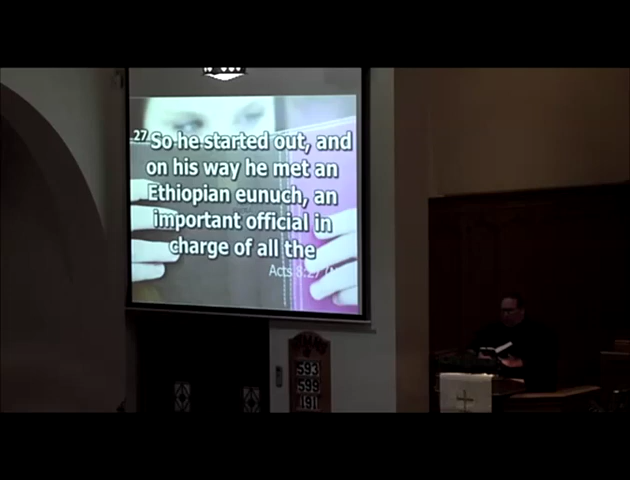 27 So he started out, and
on his way he met an
Ethiopian eunuch, an
important official in
charge of all the
Acts 8:27
593
599
191